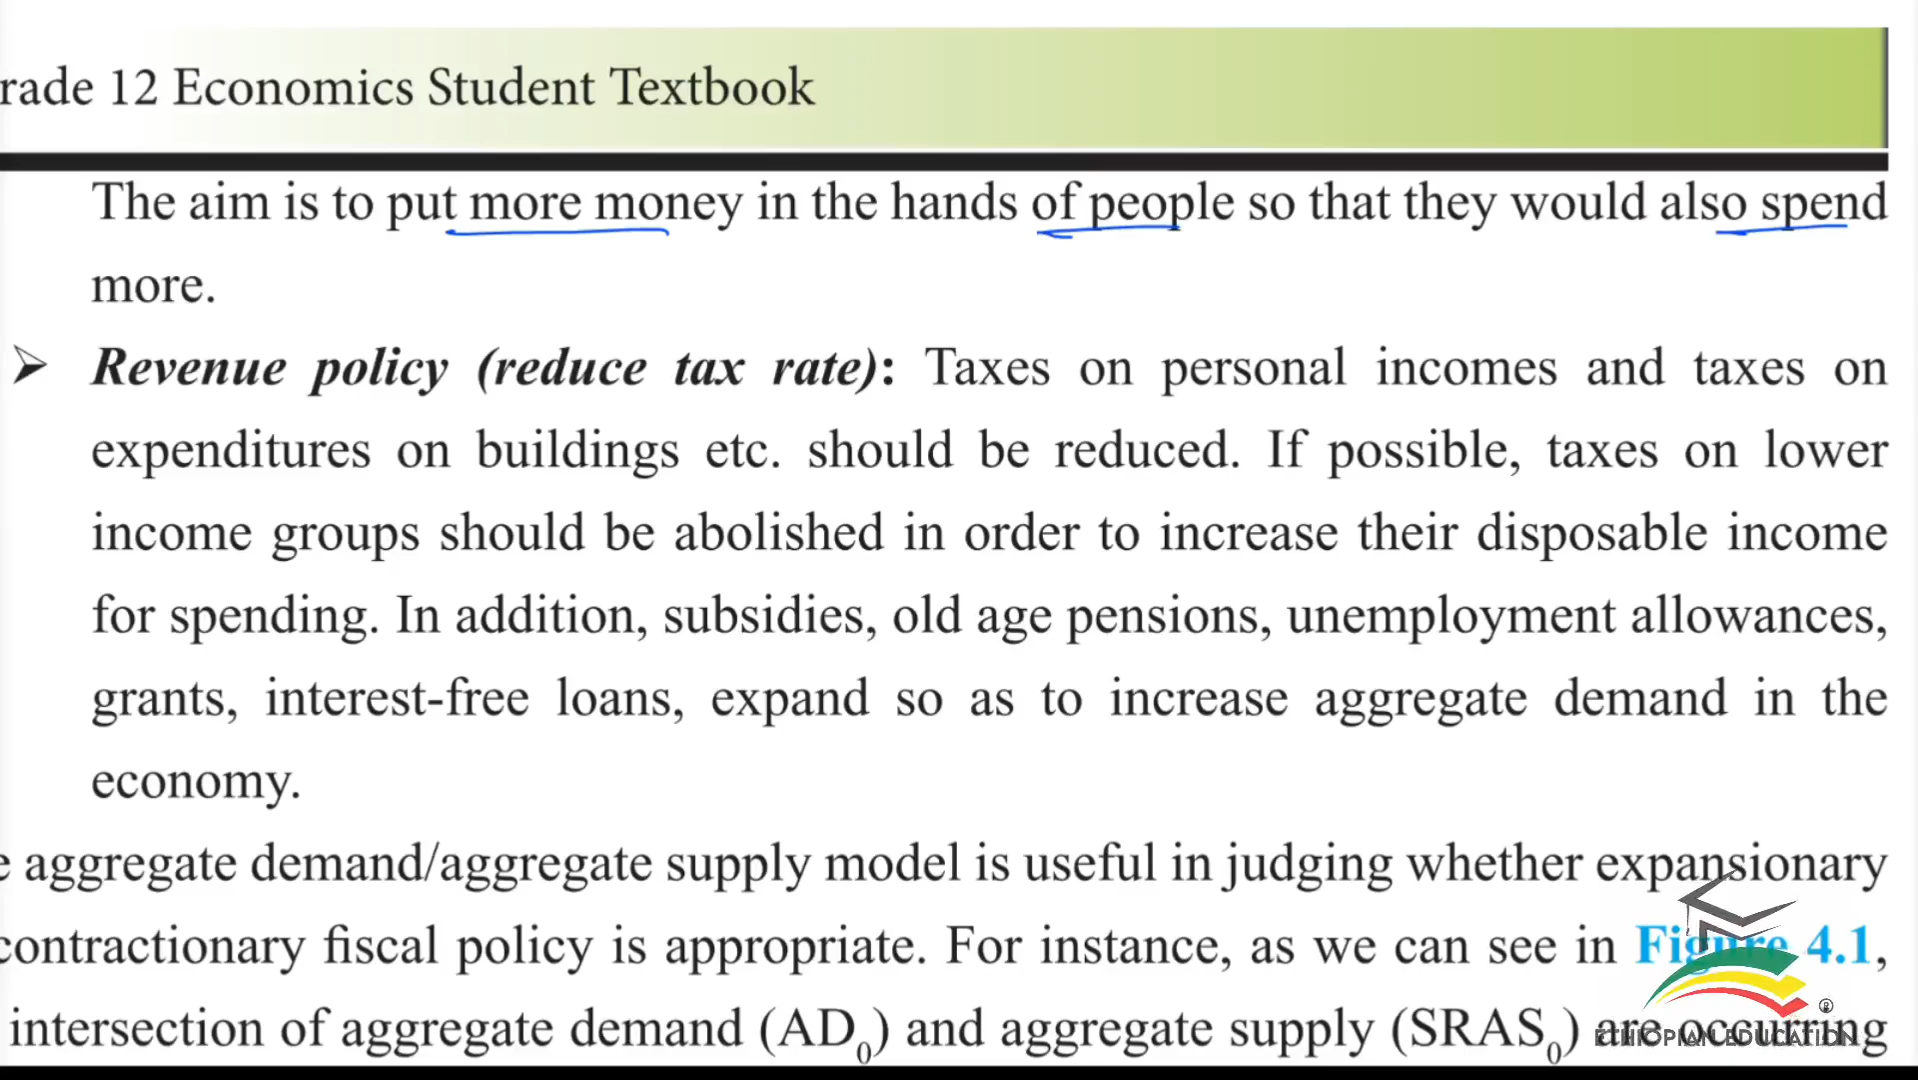 rade 12 Economics Student Textbook
The aim is to put more money in the hands of people so that they would also spend
more.
➢ Revenue policy (reduce tax rate): Taxes on personal incomes and taxes on
expenditures on buildings etc. should be reduced. If possible, taxes on lower
income groups should be abolished in order to increase their disposable income
for spending. In addition, subsidies, old age pensions, unemployment allowances,
grants, interest-free loans, expand so as to increase aggregate demand in the
economy.
e aggregate demand/aggregate supply model is useful in judging whether expansionary
contractionary fiscal policy is appropriate. For instance, as we can see in Figure 4.1,
intersection of aggregate demand (AD0) and aggregate supply (SRAS0) are occurring
ETHIOPIAN EDUCATION